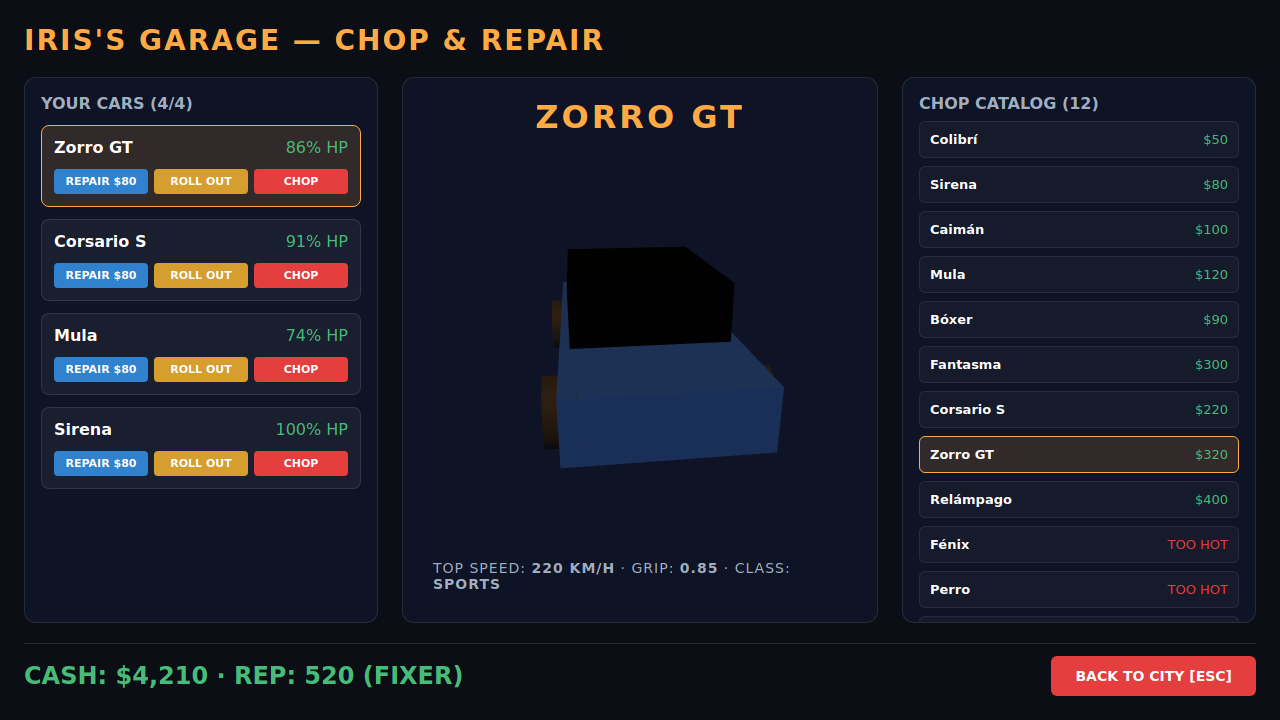 IRIS'S GARAGE — CHOP & REPAIR
YOUR CARS (4/4)
Zorro GT 86% HP
REPAIR $80 ROLL OUT CHOP
Corsario S 91% HP
REPAIR $80 ROLL OUT CHOP
Mula 74% HP
REPAIR $80 ROLL OUT CHOP
Sirena 100% HP
REPAIR $80 ROLL OUT CHOP
ZORRO GT
TOP SPEED: 220 KM/H · GRIP: 0.85 · CLASS:
SPORTS
CHOP CATALOG (12)
Colibrí $50
Sirena $80
Caimán $100
Mula $120
Bóxer $90
Fantasma $300
Corsario S $220
Zorro GT $320
Relámpago $400
Fénix TOO HOT
Perro TOO HOT
CASH: $4,210 · REP: 520 (FIXER)
BACK TO CITY [ESC]